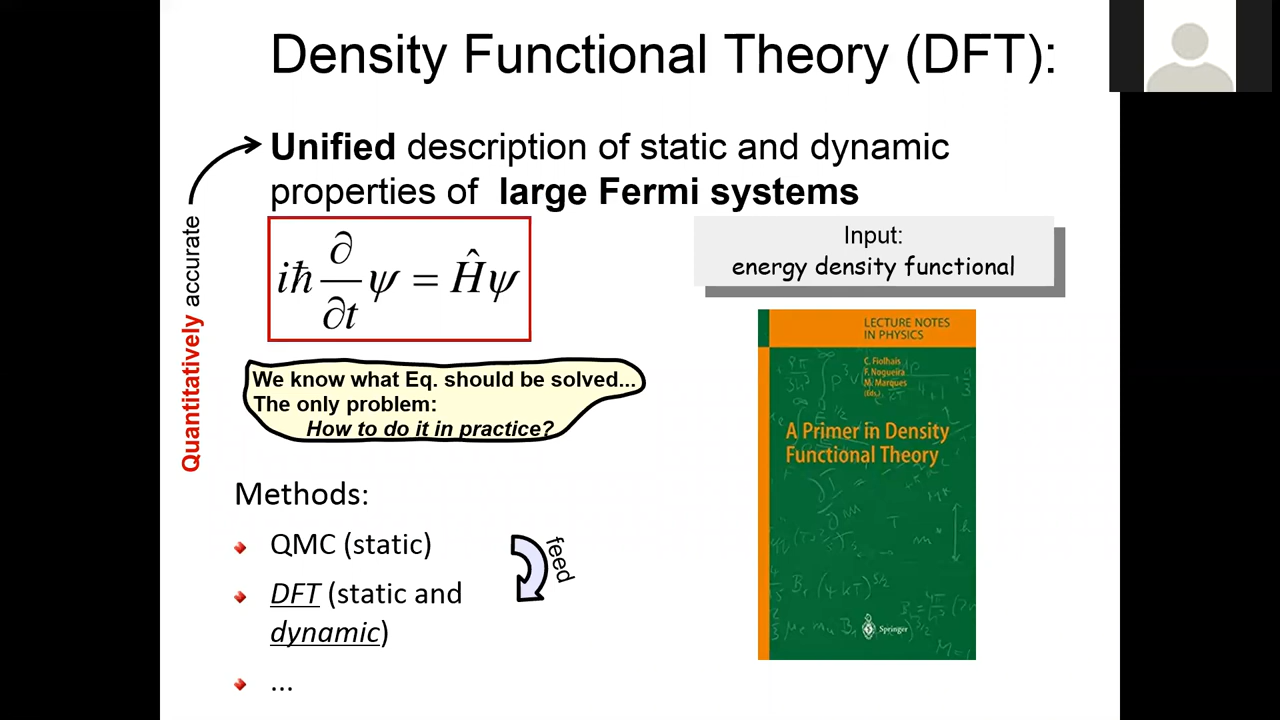 Density Functional Theory (DFT):
Unified description of static and dynamic
properties of large Fermi systems
Quantitatively accurate
iħ ∂/∂t ψ = Ĥψ
Input:
energy density functional
We know what Eq. should be solved...
The only problem:
How to do it in practice?
LECTURE NOTES
IN PHYSICS
C. Fiolhais
F. Nogueira
M. Marques
(Eds.)
A Primer in Density
Functional Theory
Springer
Methods:
QMC (static)
feed
DFT (static and
dynamic)
...